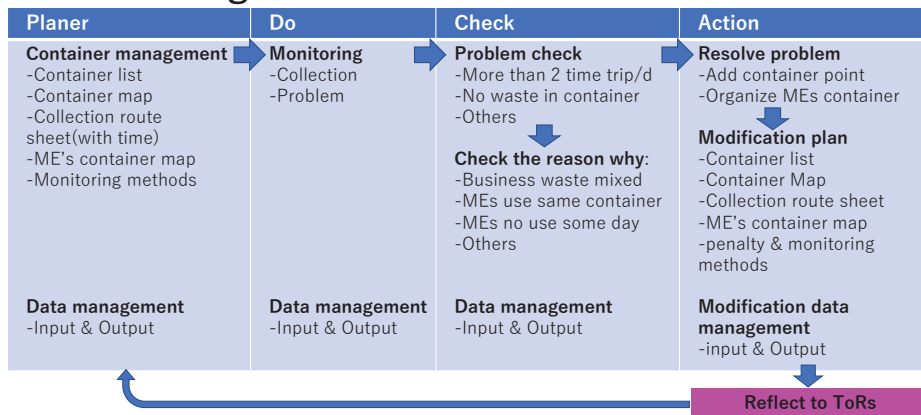 Planer
Do
Check
Action
Container management
-Container list
-Container map
-Collection route
sheet(with time)
-ME's container map
-Monitoring methods
Data management
-Input & Output
Monitoring
-Collection
-Problem
Data management
-Input & Output
Problem check
-More than 2 time trip/d
-No waste in container
-Others
Check the reason why:
-Business waste mixed
-MEs use same container
-MEs no use some day
-Others
Data management
-Input & Output
Resolve problem
-Add container point
-Organize MEs container
Modification plan
-Container list
-Container Map
-Collection route sheet
-ME's container map
-penalty & monitoring
methods
Modification data
management
-input & Output
Reflect to ToRs